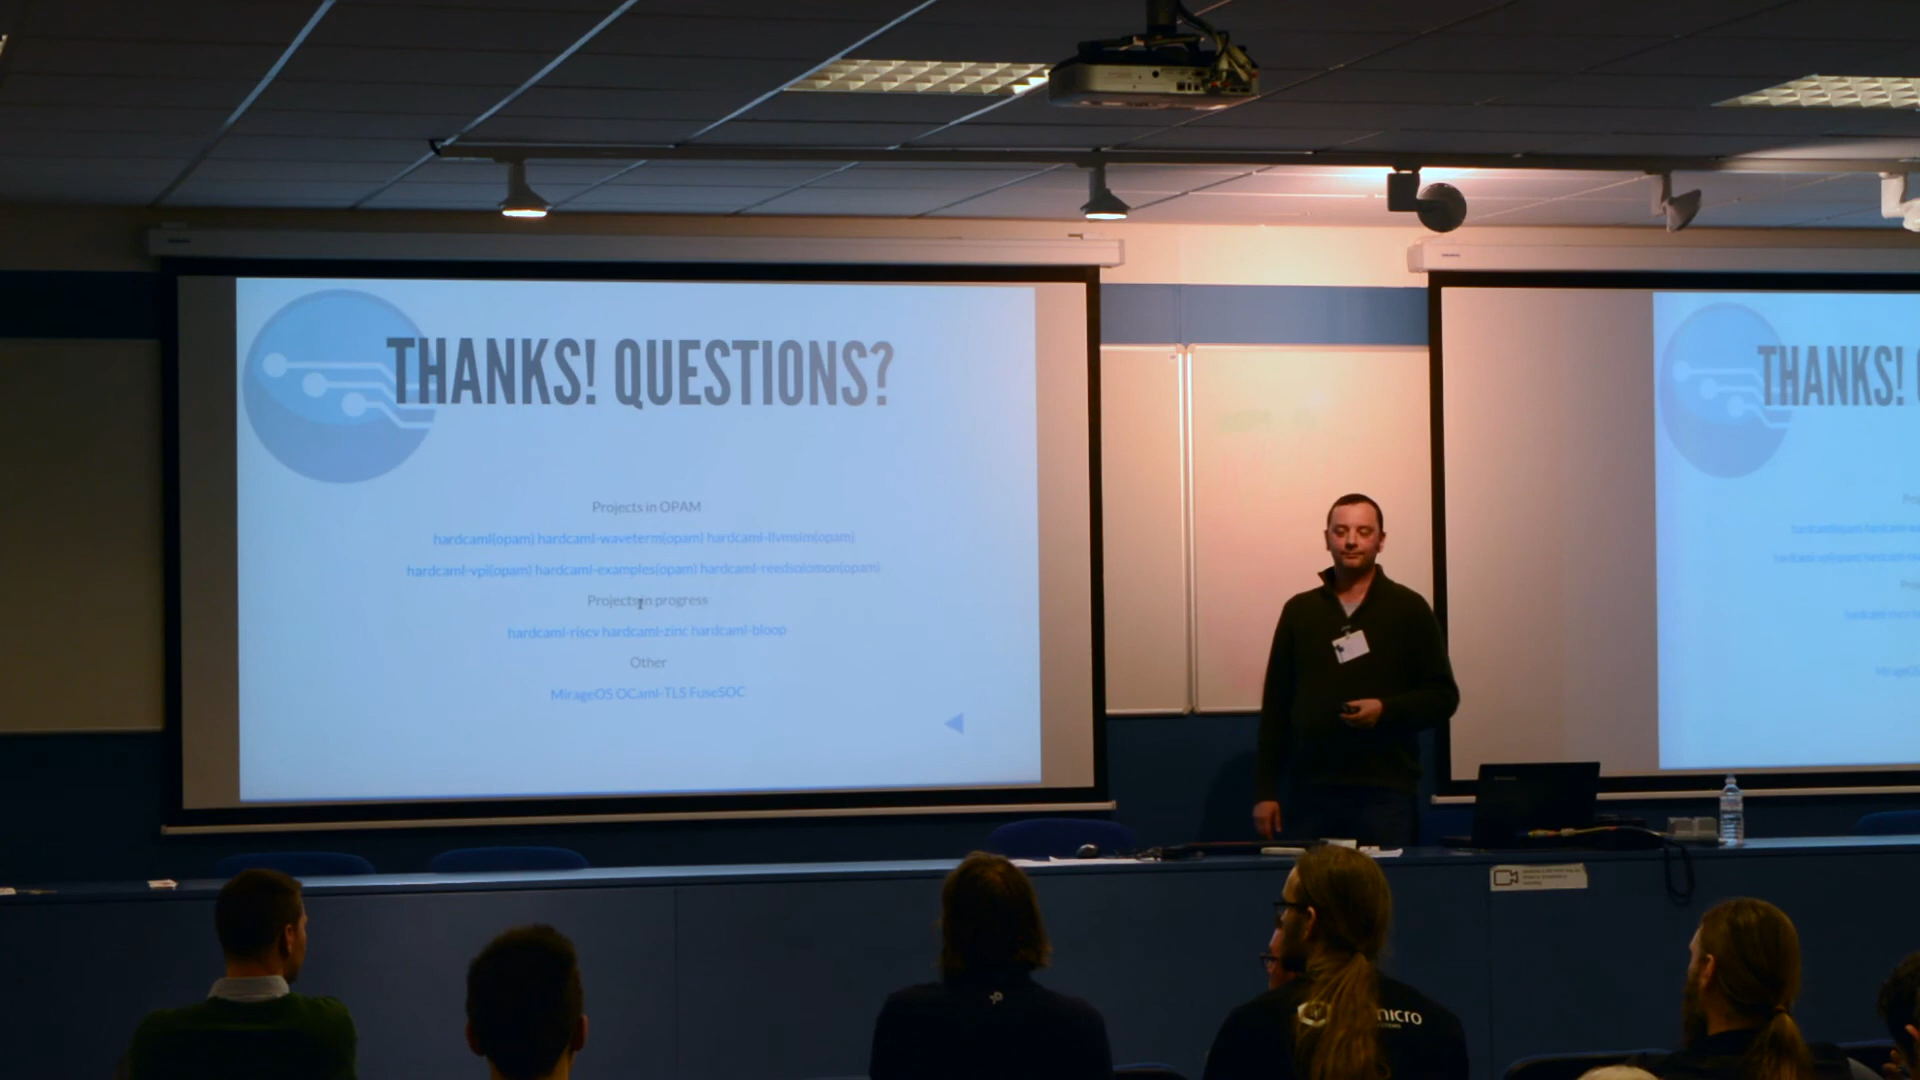 THANKS! QUESTIONS?
Projects in OPAM
hardcaml(opam) hardcaml-waveterm(opam) hardcaml-llvmsim(opam)
hardcaml-vpi(opam) hardcaml-examples(opam) hardcaml-reedsolomon(opam)
Projects in progress
hardcaml-riscv hardcaml-zinc hardcaml-bloop
Other
MirageOS OCaml-TLS FuseSOC
THANKS!